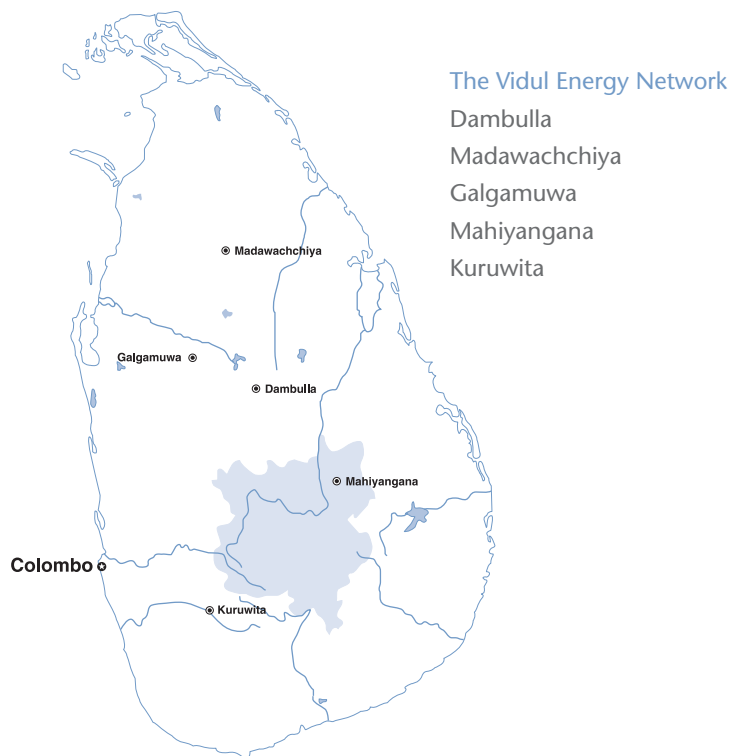 The Vidul Energy Network
Dambulla
Madawachchiya
Galgamuwa
Mahiyangana
Kuruwita
Madawachchiya
Galgamuwa
Dambulla
Mahiyangana
Colombo
Kuruwita